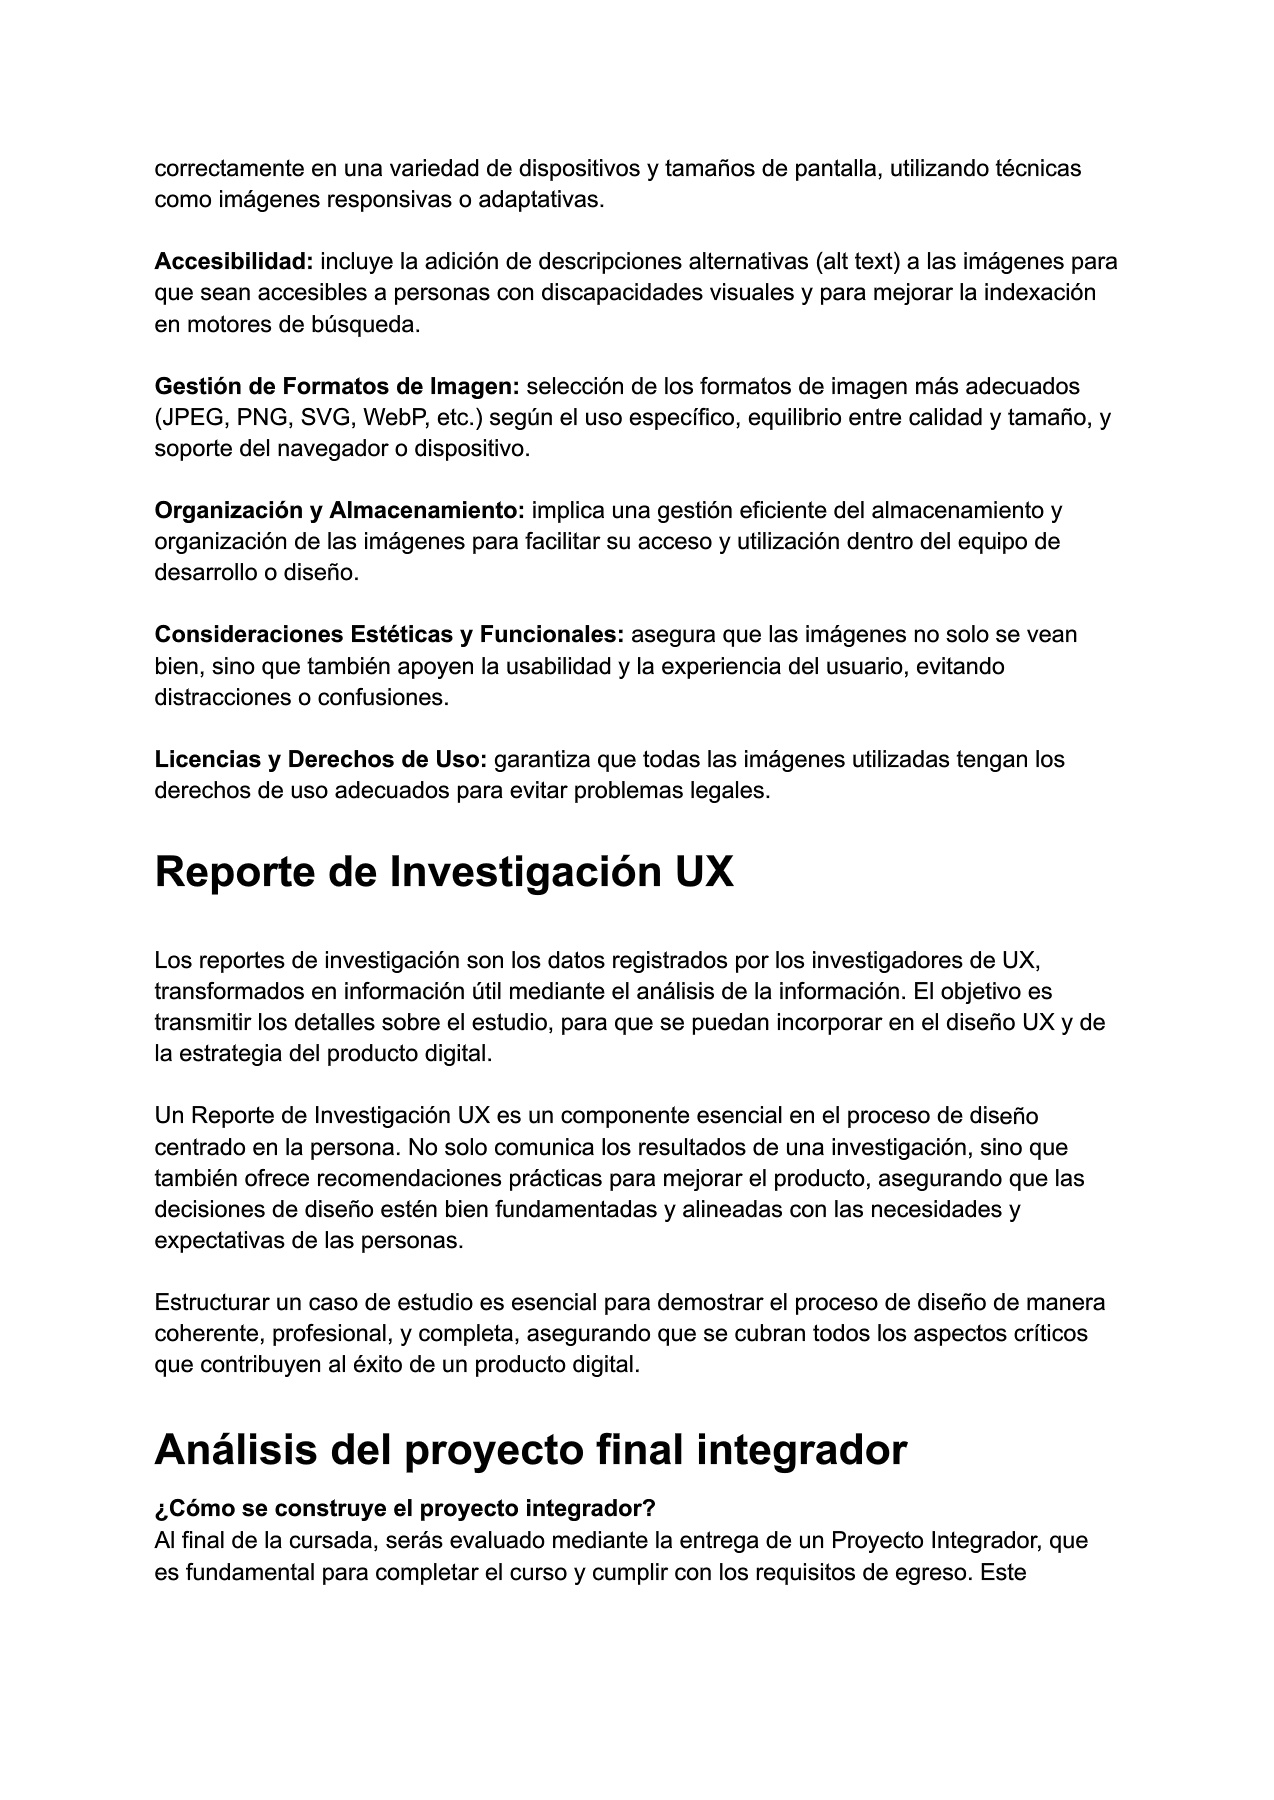 correctamente en una variedad de dispositivos y tamaños de pantalla, utilizando técnicas
como imágenes responsivas o adaptativas.
Accesibilidad: incluye la adición de descripciones alternativas (alt text) a las imágenes para
que sean accesibles a personas con discapacidades visuales y para mejorar la indexación
en motores de búsqueda.
Gestión de Formatos de Imagen: selección de los formatos de imagen más adecuados
(JPEG, PNG, SVG, WebP, etc.) según el uso específico, equilibrio entre calidad y tamaño, y
soporte del navegador o dispositivo.
Organización y Almacenamiento: implica una gestión eficiente del almacenamiento y
organización de las imágenes para facilitar su acceso y utilización dentro del equipo de
desarrollo o diseño.
Consideraciones Estéticas y Funcionales: asegura que las imágenes no solo se vean
bien, sino que también apoyen la usabilidad y la experiencia del usuario, evitando
distracciones o confusiones.
Licencias y Derechos de Uso: garantiza que todas las imágenes utilizadas tengan los
derechos de uso adecuados para evitar problemas legales.
Reporte de Investigación UX
Los reportes de investigación son los datos registrados por los investigadores de UX,
transformados en información útil mediante el análisis de la información. El objetivo es
transmitir los detalles sobre el estudio, para que se puedan incorporar en el diseño UX y de
la estrategia del producto digital.
Un Reporte de Investigación UX es un componente esencial en el proceso de diseño
centrado en la persona. No solo comunica los resultados de una investigación, sino que
también ofrece recomendaciones prácticas para mejorar el producto, asegurando que las
decisiones de diseño estén bien fundamentadas y alineadas con las necesidades y
expectativas de las personas.
Estructurar un caso de estudio es esencial para demostrar el proceso de diseño de manera
coherente, profesional, y completa, asegurando que se cubran todos los aspectos críticos
que contribuyen al éxito de un producto digital.
Análisis del proyecto final integrador
¿Cómo se construye el proyecto integrador?
Al final de la cursada, serás evaluado mediante la entrega de un Proyecto Integrador, que
es fundamental para completar el curso y cumplir con los requisitos de egreso. Este